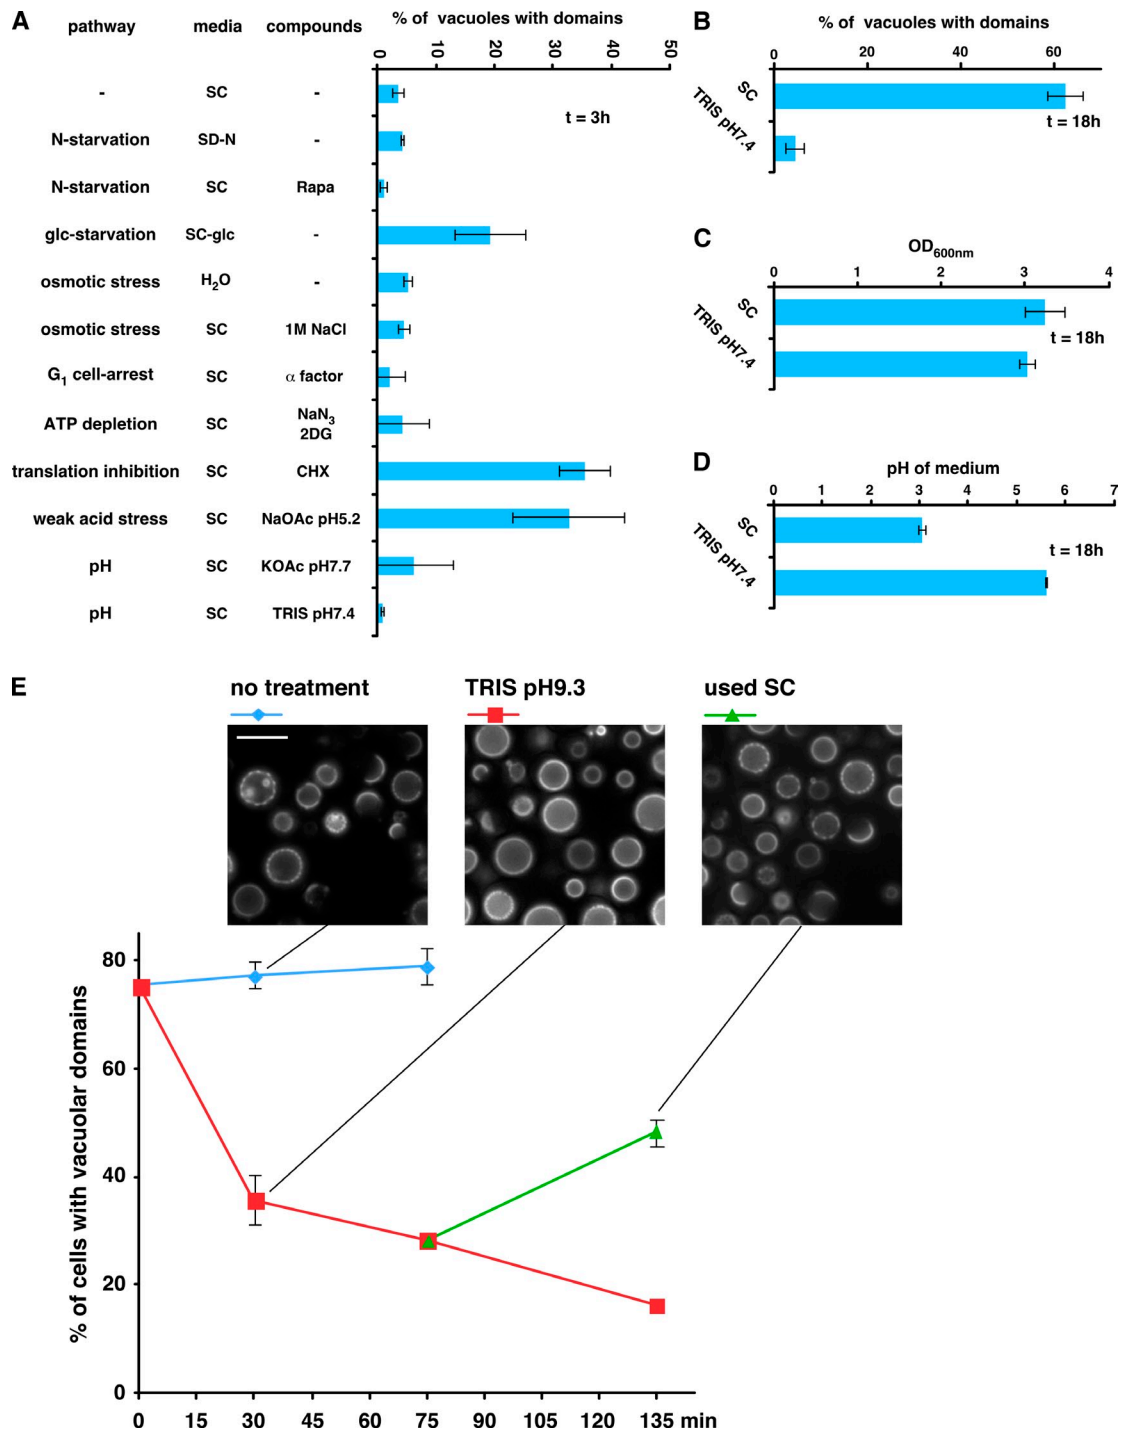 A
pathway media compounds % of vacuoles with domains
0 10 20 30 40 50
- SC -
t = 3h
N-starvation SD-N -
N-starvation SC Rapa
glc-starvation SC-glc -
osmotic stress H2O -
osmotic stress SC 1M NaCl
G1 cell-arrest SC α factor
ATP depletion SC NaN3
2DG
translation inhibition SC CHX
weak acid stress SC NaOAc pH5.2
pH SC KOAc pH7.7
pH SC TRIS pH7.4
B
% of vacuoles with domains
0 20 40 60
SC
TRIS pH7.4
t = 18h
C
OD600nm
0 1 2 3 4
SC
TRIS pH7.4
t = 18h
D
pH of medium
0 1 2 3 4 5 6 7
SC
TRIS pH7.4
t = 18h
E
no treatment TRIS pH9.3 used SC
% of cells with vacuolar domains
80
60
40
20
0
0 15 30 45 60 75 90 105 120 135 min